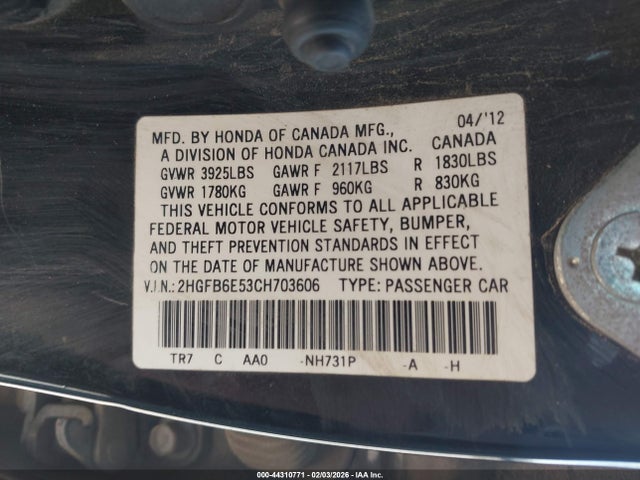 04/'12
MFD. BY HONDA OF CANADA MFG.,
A DIVISION OF HONDA CANADA INC. CANADA
GVWR 3925LBS GAWR F 2117LBS R 1830LBS
GVWR 1780KG GAWR F 960KG R 830KG
THIS VEHICLE CONFORMS TO ALL APPLICABLE
FEDERAL MOTOR VEHICLE SAFETY, BUMPER,
AND THEFT PREVENTION STANDARDS IN EFFECT
ON THE DATE OF MANUFACTURE SHOWN ABOVE.
V.I.N.:2HGFB6E53CH703606 TYPE: PASSENGER CAR
TR7 C AA0 -NH731P -A -H
000-44310771 - 02/03/2026 - IAA Inc.